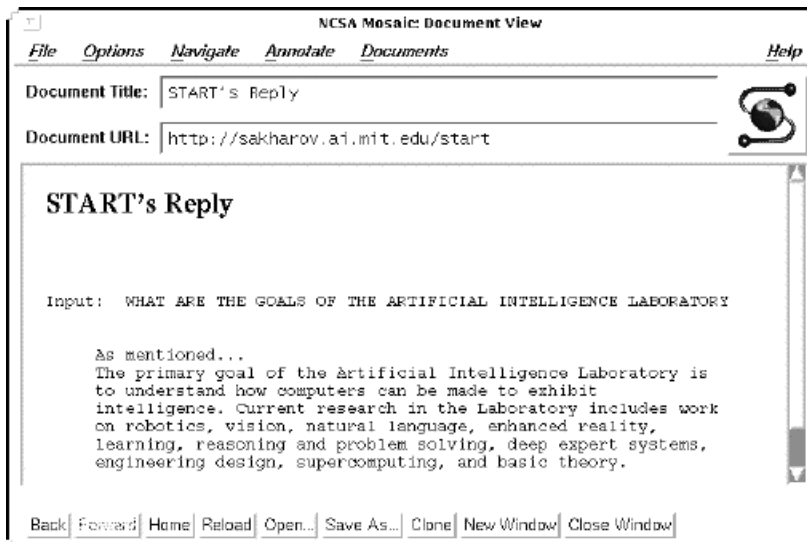 NCSA Mosaic: Document View
File Options Navigate Annotate Documents Help
Document Title: START's Reply
Document URL: http://sakharov.ai.mit.edu/start
START's Reply
Input: WHAT ARE THE GOALS OF THE ARTIFICIAL INTELLIGENCE LABORATORY
As mentioned...
The primary goal of the Artificial Intelligence Laboratory is
to understand how computers can be made to exhibit
intelligence. Current research in the Laboratory includes work
on robotics, vision, natural language, enhanced reality,
learning, reasoning and problem solving, deep expert systems,
engineering design, supercomputing, and basic theory.
Back Forward Home Reload Open... Save As... Clone New Window Close Window